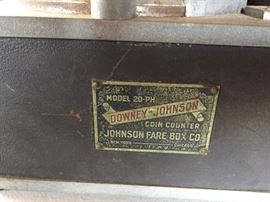 MODEL 20-PH
DOWNEY-JOHNSON
COIN COUNTER
JOHNSON FARE BOX CO.
NEW YORK CHICAGO